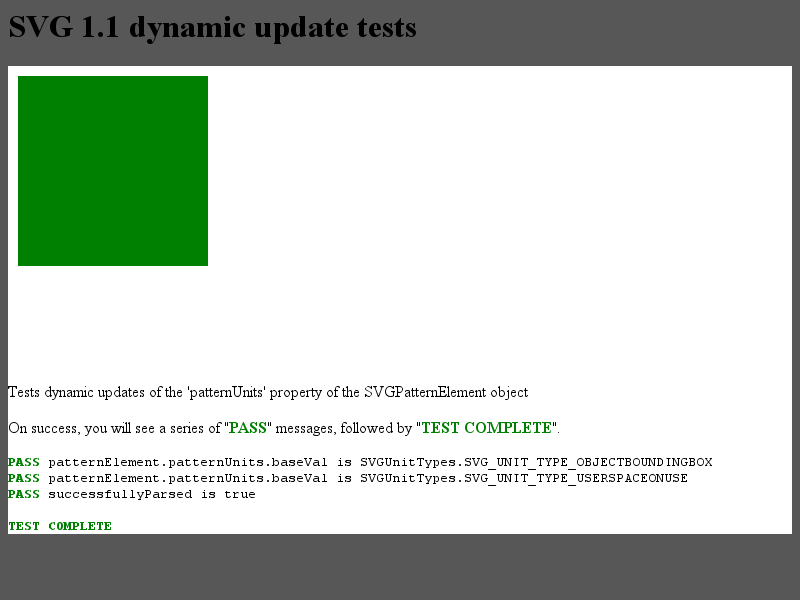 SVG 1.1 dynamic update tests
Tests dynamic updates of the 'patternUnits' property of the SVGPatternElement object
On success, you will see a series of "PASS" messages, followed by "TEST COMPLETE".
PASS patternElement.patternUnits.baseVal is SVGUnitTypes.SVG_UNIT_TYPE_OBJECTBOUNDINGBOX
PASS patternElement.patternUnits.baseVal is SVGUnitTypes.SVG_UNIT_TYPE_USERSPACEONUSE
PASS successfullyParsed is true
TEST COMPLETE